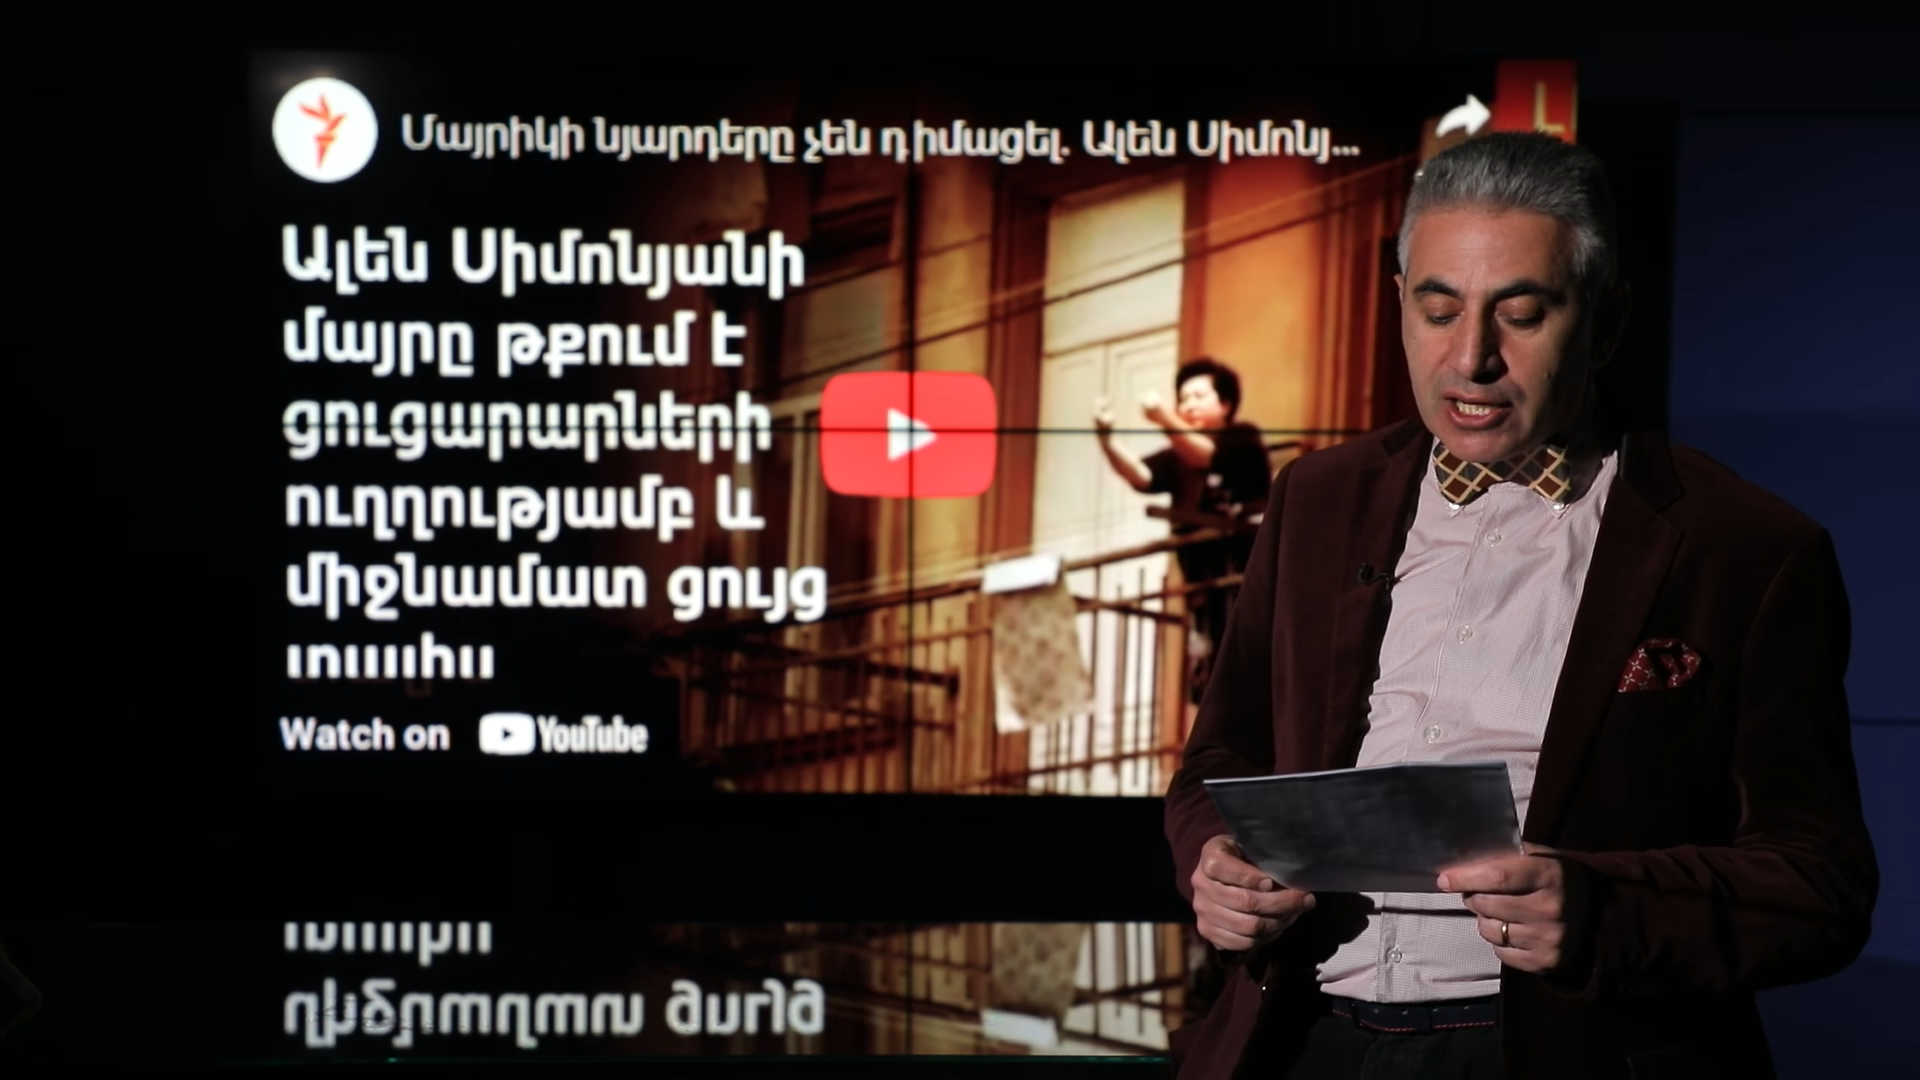 Մայրիկի նյարդերը չեն դիմացել. Ալեն Սիմոնյ...
Ալեն Սիմոնյանի
մայրը թքում է
ցուցարարների
ուղղությամբ և
միջնամատ ցույց
Watch on YouTube